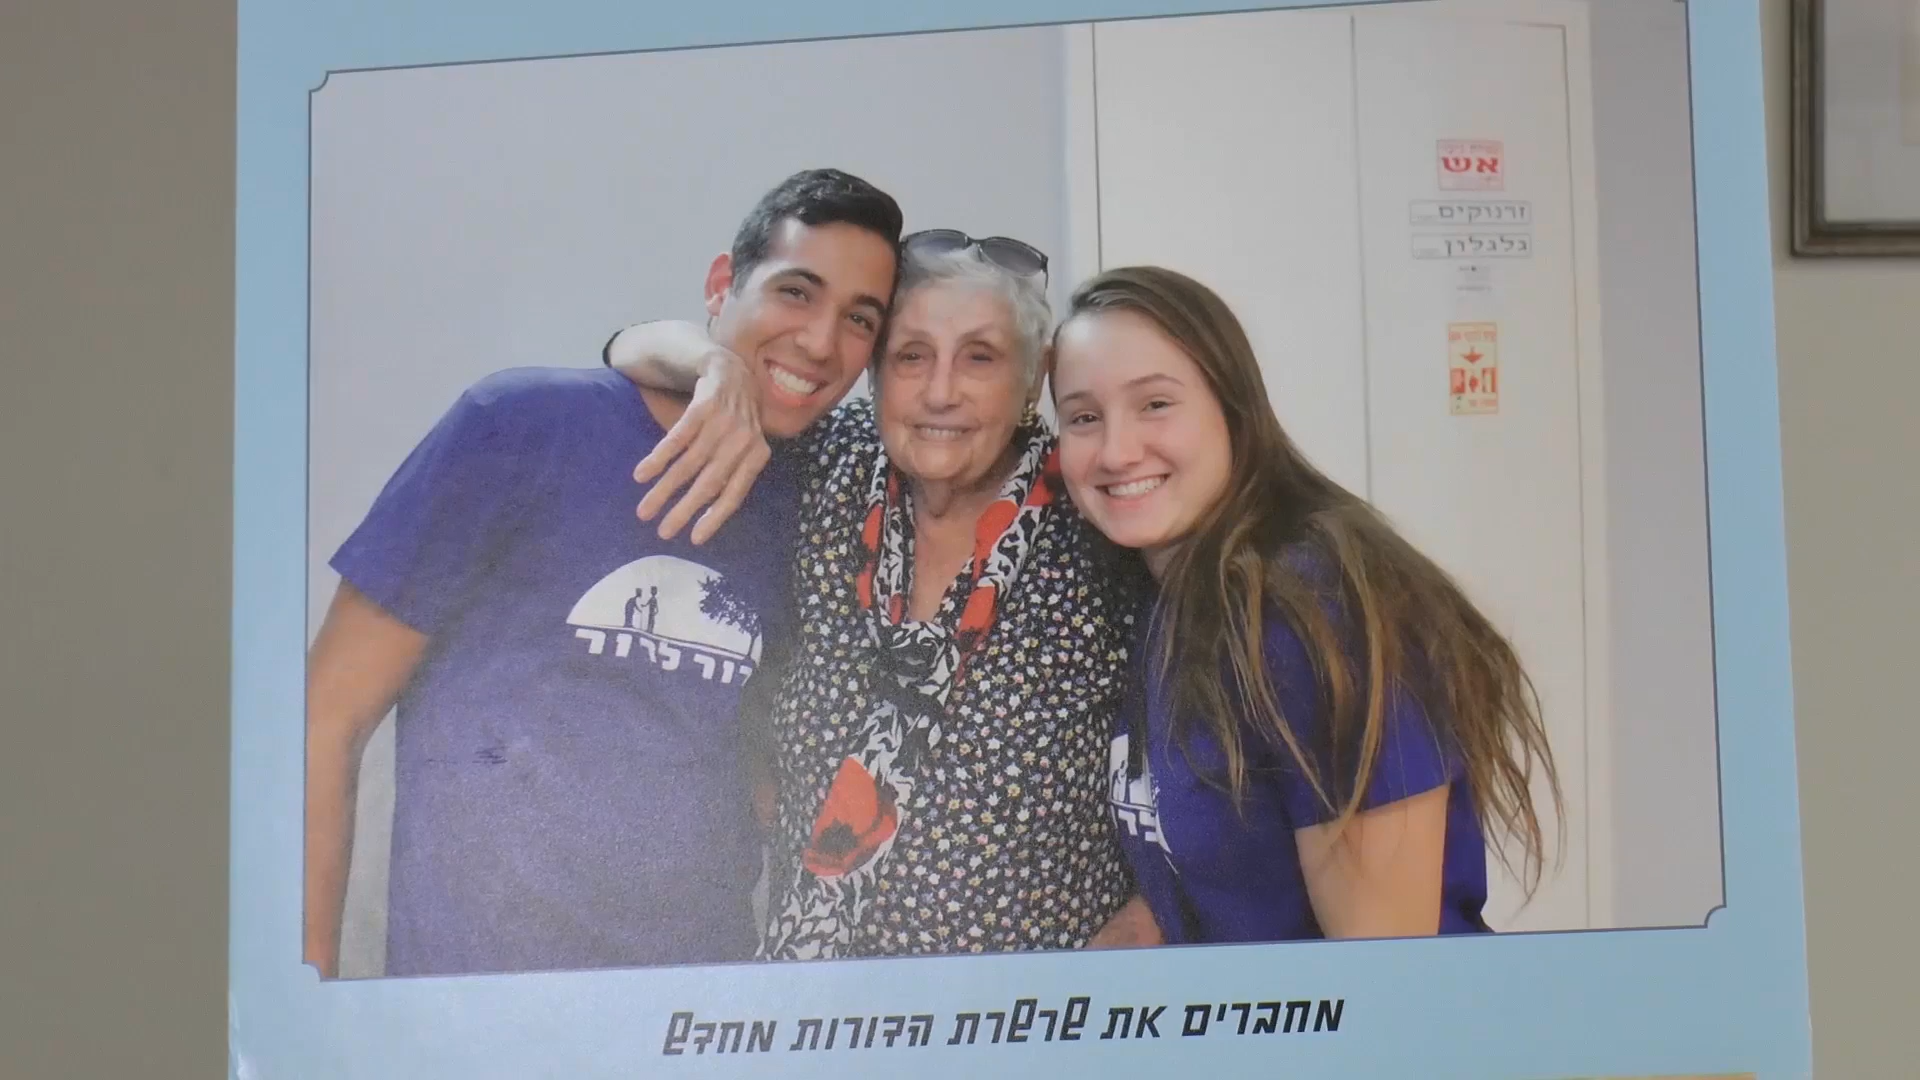 אש
זרנוקים
גלגלון
דור לדור
מחברים את שרשרת הדורות מחדש